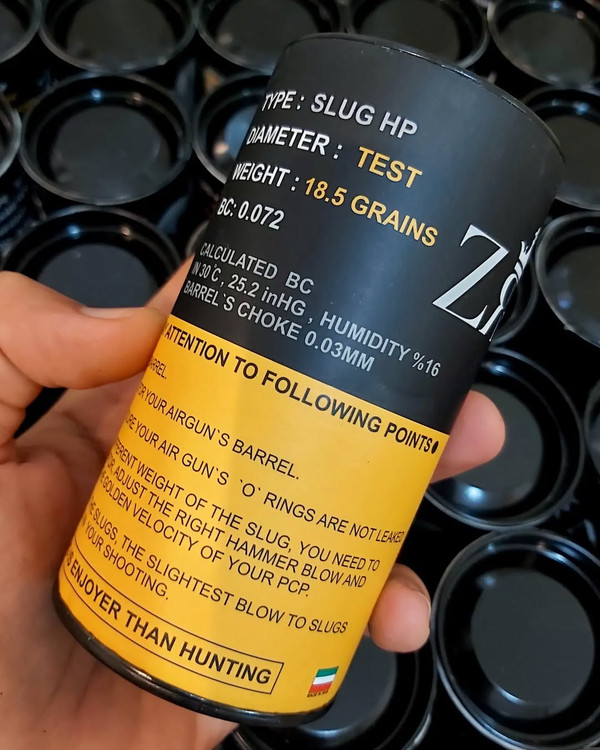 TYPE : SLUG HP
DIAMETER : TEST
WEIGHT : 18.5 GRAINS
BC: 0.072
CALCULATED BC
IN 30°C, 25.2 inHg , HUMIDITY %16
BARREL`S CHOKE 0.03MM
ATTENTION TO FOLLOWING POINTS
YOUR AIRGUN`S BARREL.
YOUR AIR GUN`S `O` RINGS ARE NOT LEAKED
WEIGHT OF THE SLUG, YOU NEED TO
ADJUST THE RIGHT HAMMER BLOW AND
GOLDEN VELOCITY OF YOUR PCP.
SLUGS, THE SLIGHTEST BLOW TO SLUGS
YOUR SHOOTING.
ENJOYER THAN HUNTING